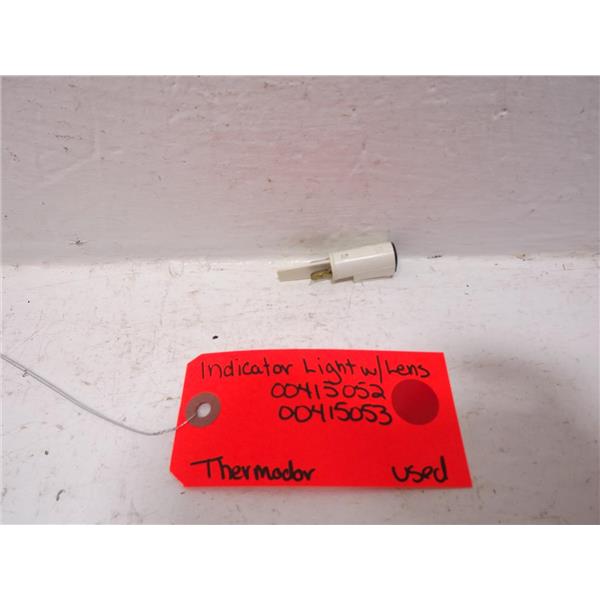 Indicator Light w/ Lens
00415052
00415053
Thermador used